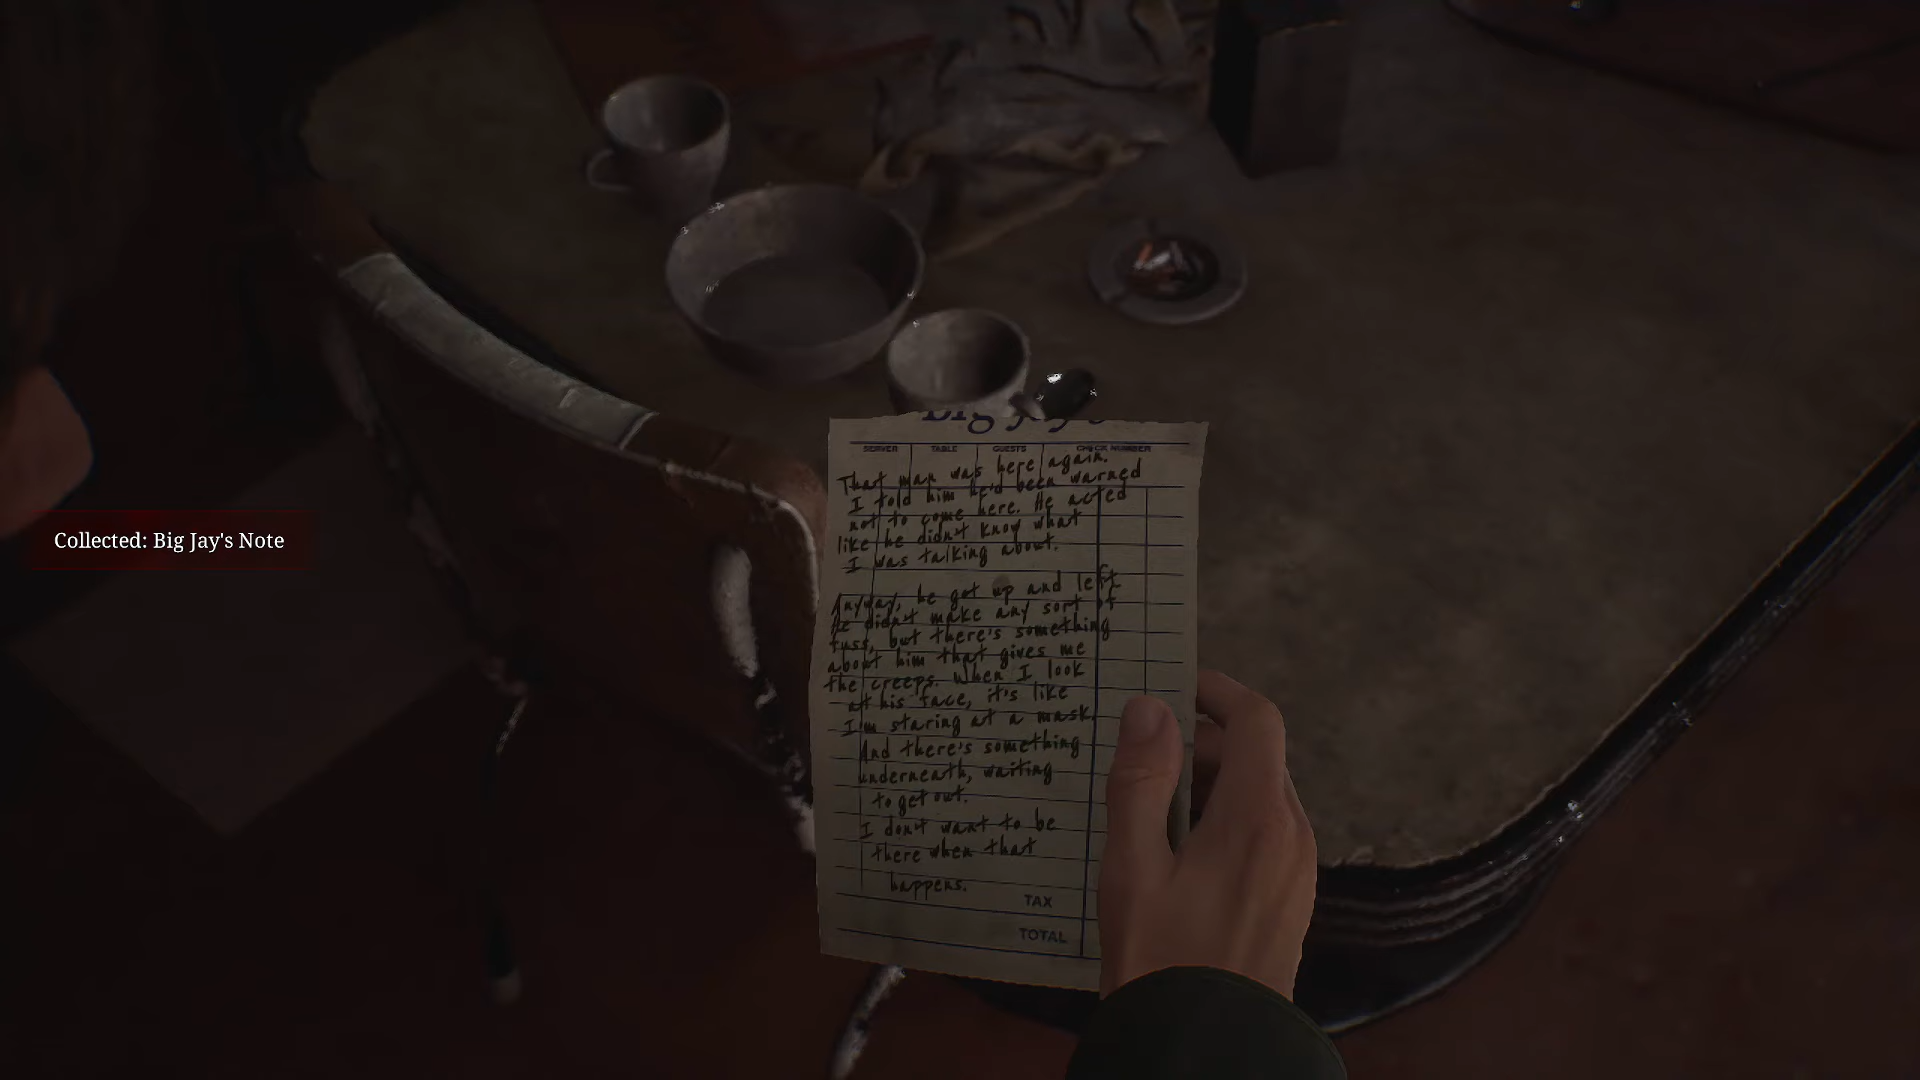 Big Jay
SERVER TABLE GUESTS CHECK NUMBER
That man was here again.
I told him he'd been warned
not to come here. He acted
like he didn't know what
I was talking about.
Anyway, he got up and left
He didn't make any sort of
fuss, but there's something
about him that gives me
the creeps. When I look
at his face, it's like
I'm staring at a mask.
And there's something
underneath, waiting
to get out.
I don't want to be
there when that
happens.
TAX
TOTAL
Collected: Big Jay's Note